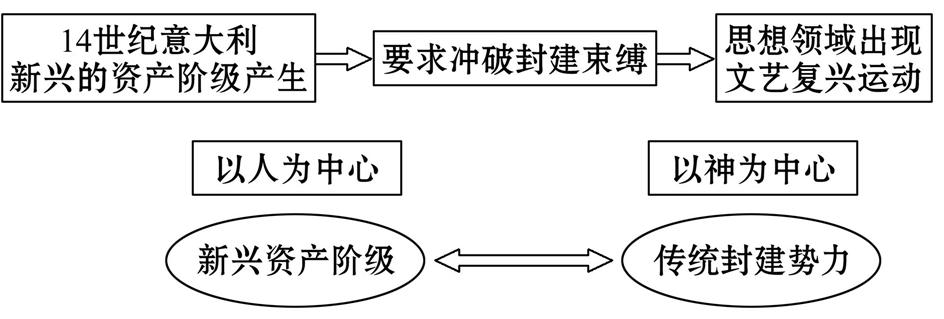 14世纪意大利
新兴的资产阶级产生
要求冲破封建束缚
思想领域出现
文艺复兴运动
以人为中心
以神为中心
新兴资产阶级
传统封建势力